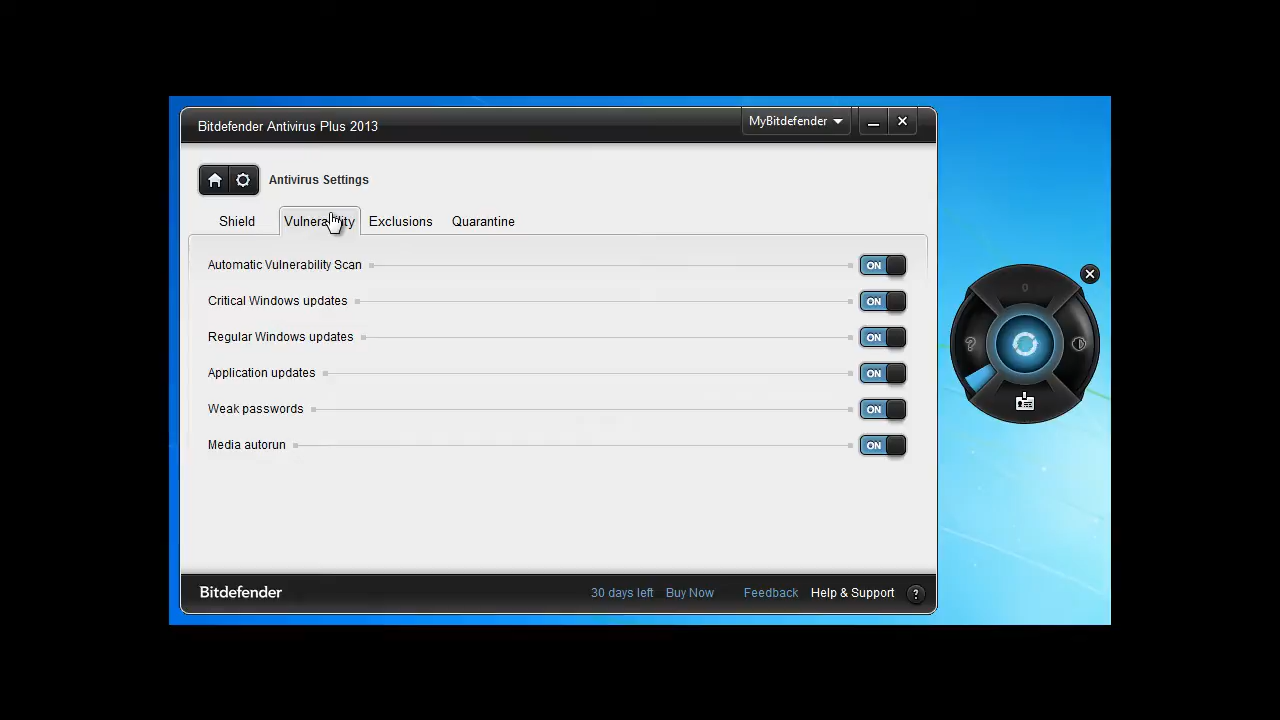 Bitdefender Antivirus Plus 2013
MyBitdefender
Antivirus Settings
Shield Vulnerability Exclusions Quarantine
Automatic Vulnerability Scan ON
Critical Windows updates ON
Regular Windows updates ON
Application updates ON
Weak passwords ON
Media autorun ON
0
?
Bitdefender 30 days left Buy Now Feedback Help & Support ?